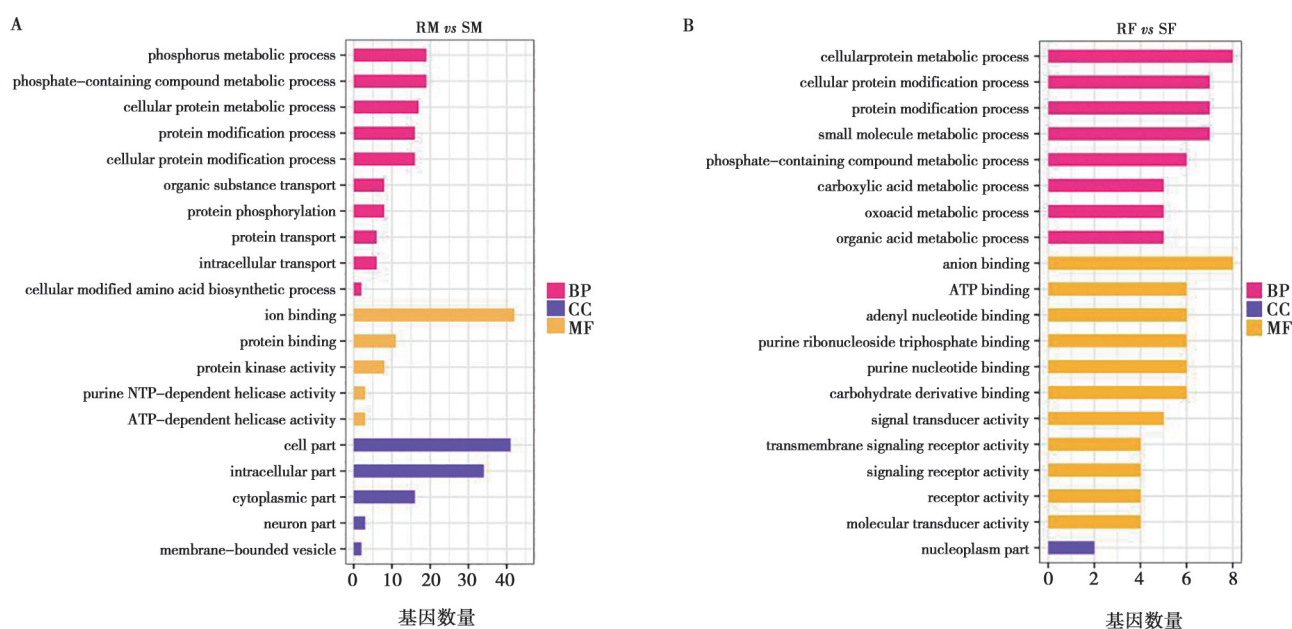 A
RM vs SM
phosphorus metabolic process
phosphate-containing compound metabolic process
cellular protein metabolic process
protein modification process
cellular protein modification process
organic substance transport
protein phosphorylation
protein transport
intracellular transport
cellular modified amino acid biosynthetic process
ion binding
protein binding
protein kinase activity
purine NTP-dependent helicase activity
ATP-dependent helicase activity
cell part
intracellular part
cytoplasmic part
neuron part
membrane-bounded vesicle
0 10 20 30 40
基因数量
BP
CC
MF
B
RF vs SF
cellularprotein metabolic process
cellular protein modification process
protein modification process
small molecule metabolic process
phosphate-containing compound metabolic process
carboxylic acid metabolic process
oxoacid metabolic process
organic acid metabolic process
anion binding
ATP binding
adenyl nucleotide binding
purine ribonucleoside triphosphate binding
purine nucleotide binding
carbohydrate derivative binding
signal transducer activity
transmembrane signaling receptor activity
signaling receptor activity
receptor activity
molecular transducer activity
nucleoplasm part
0 2 4 6 8
基因数量
BP
CC
MF